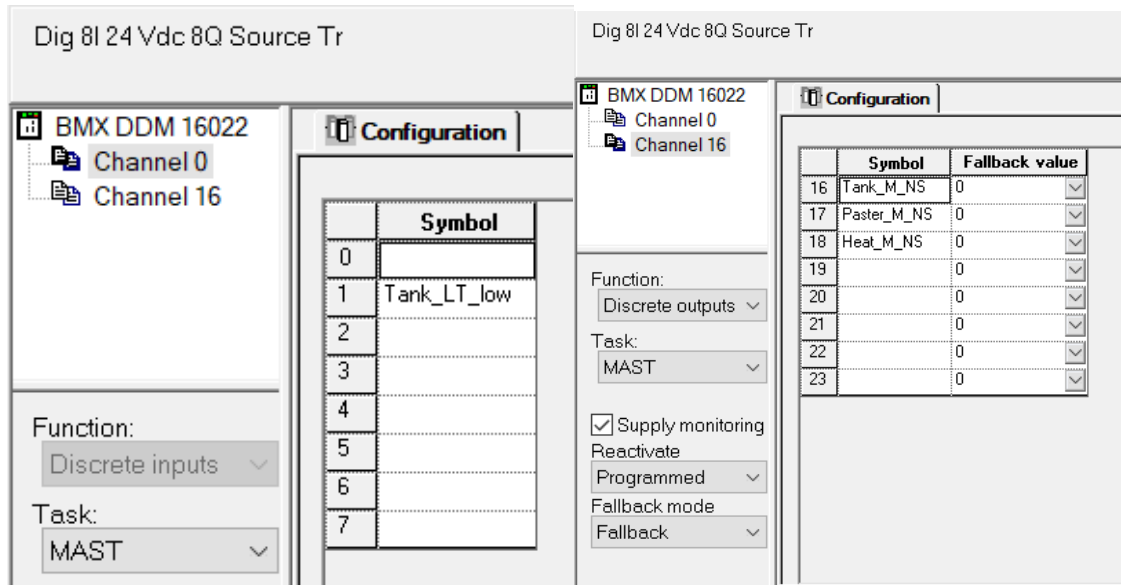 Dig 8I 24 Vdc 8Q Source Tr
BMX DDM 16022
Channel 0
Channel 16
Function:
Discrete inputs
Task:
MAST
Configuration
Symbol
0
1 Tank_LT_low
2
3
4
5
6
7
Dig 8I 24 Vdc 8Q Source Tr
BMX DDM 16022
Channel 0
Channel 16
Function:
Discrete outputs
Task:
MAST
Supply monitoring
Reactivate
Programmed
Fallback mode
Fallback
Configuration
Symbol Fallback value
16 Tank_M_NS 0
17 Paster_M_NS 0
18 Heat_M_NS 0
19 0
20 0
21 0
22 0
23 0